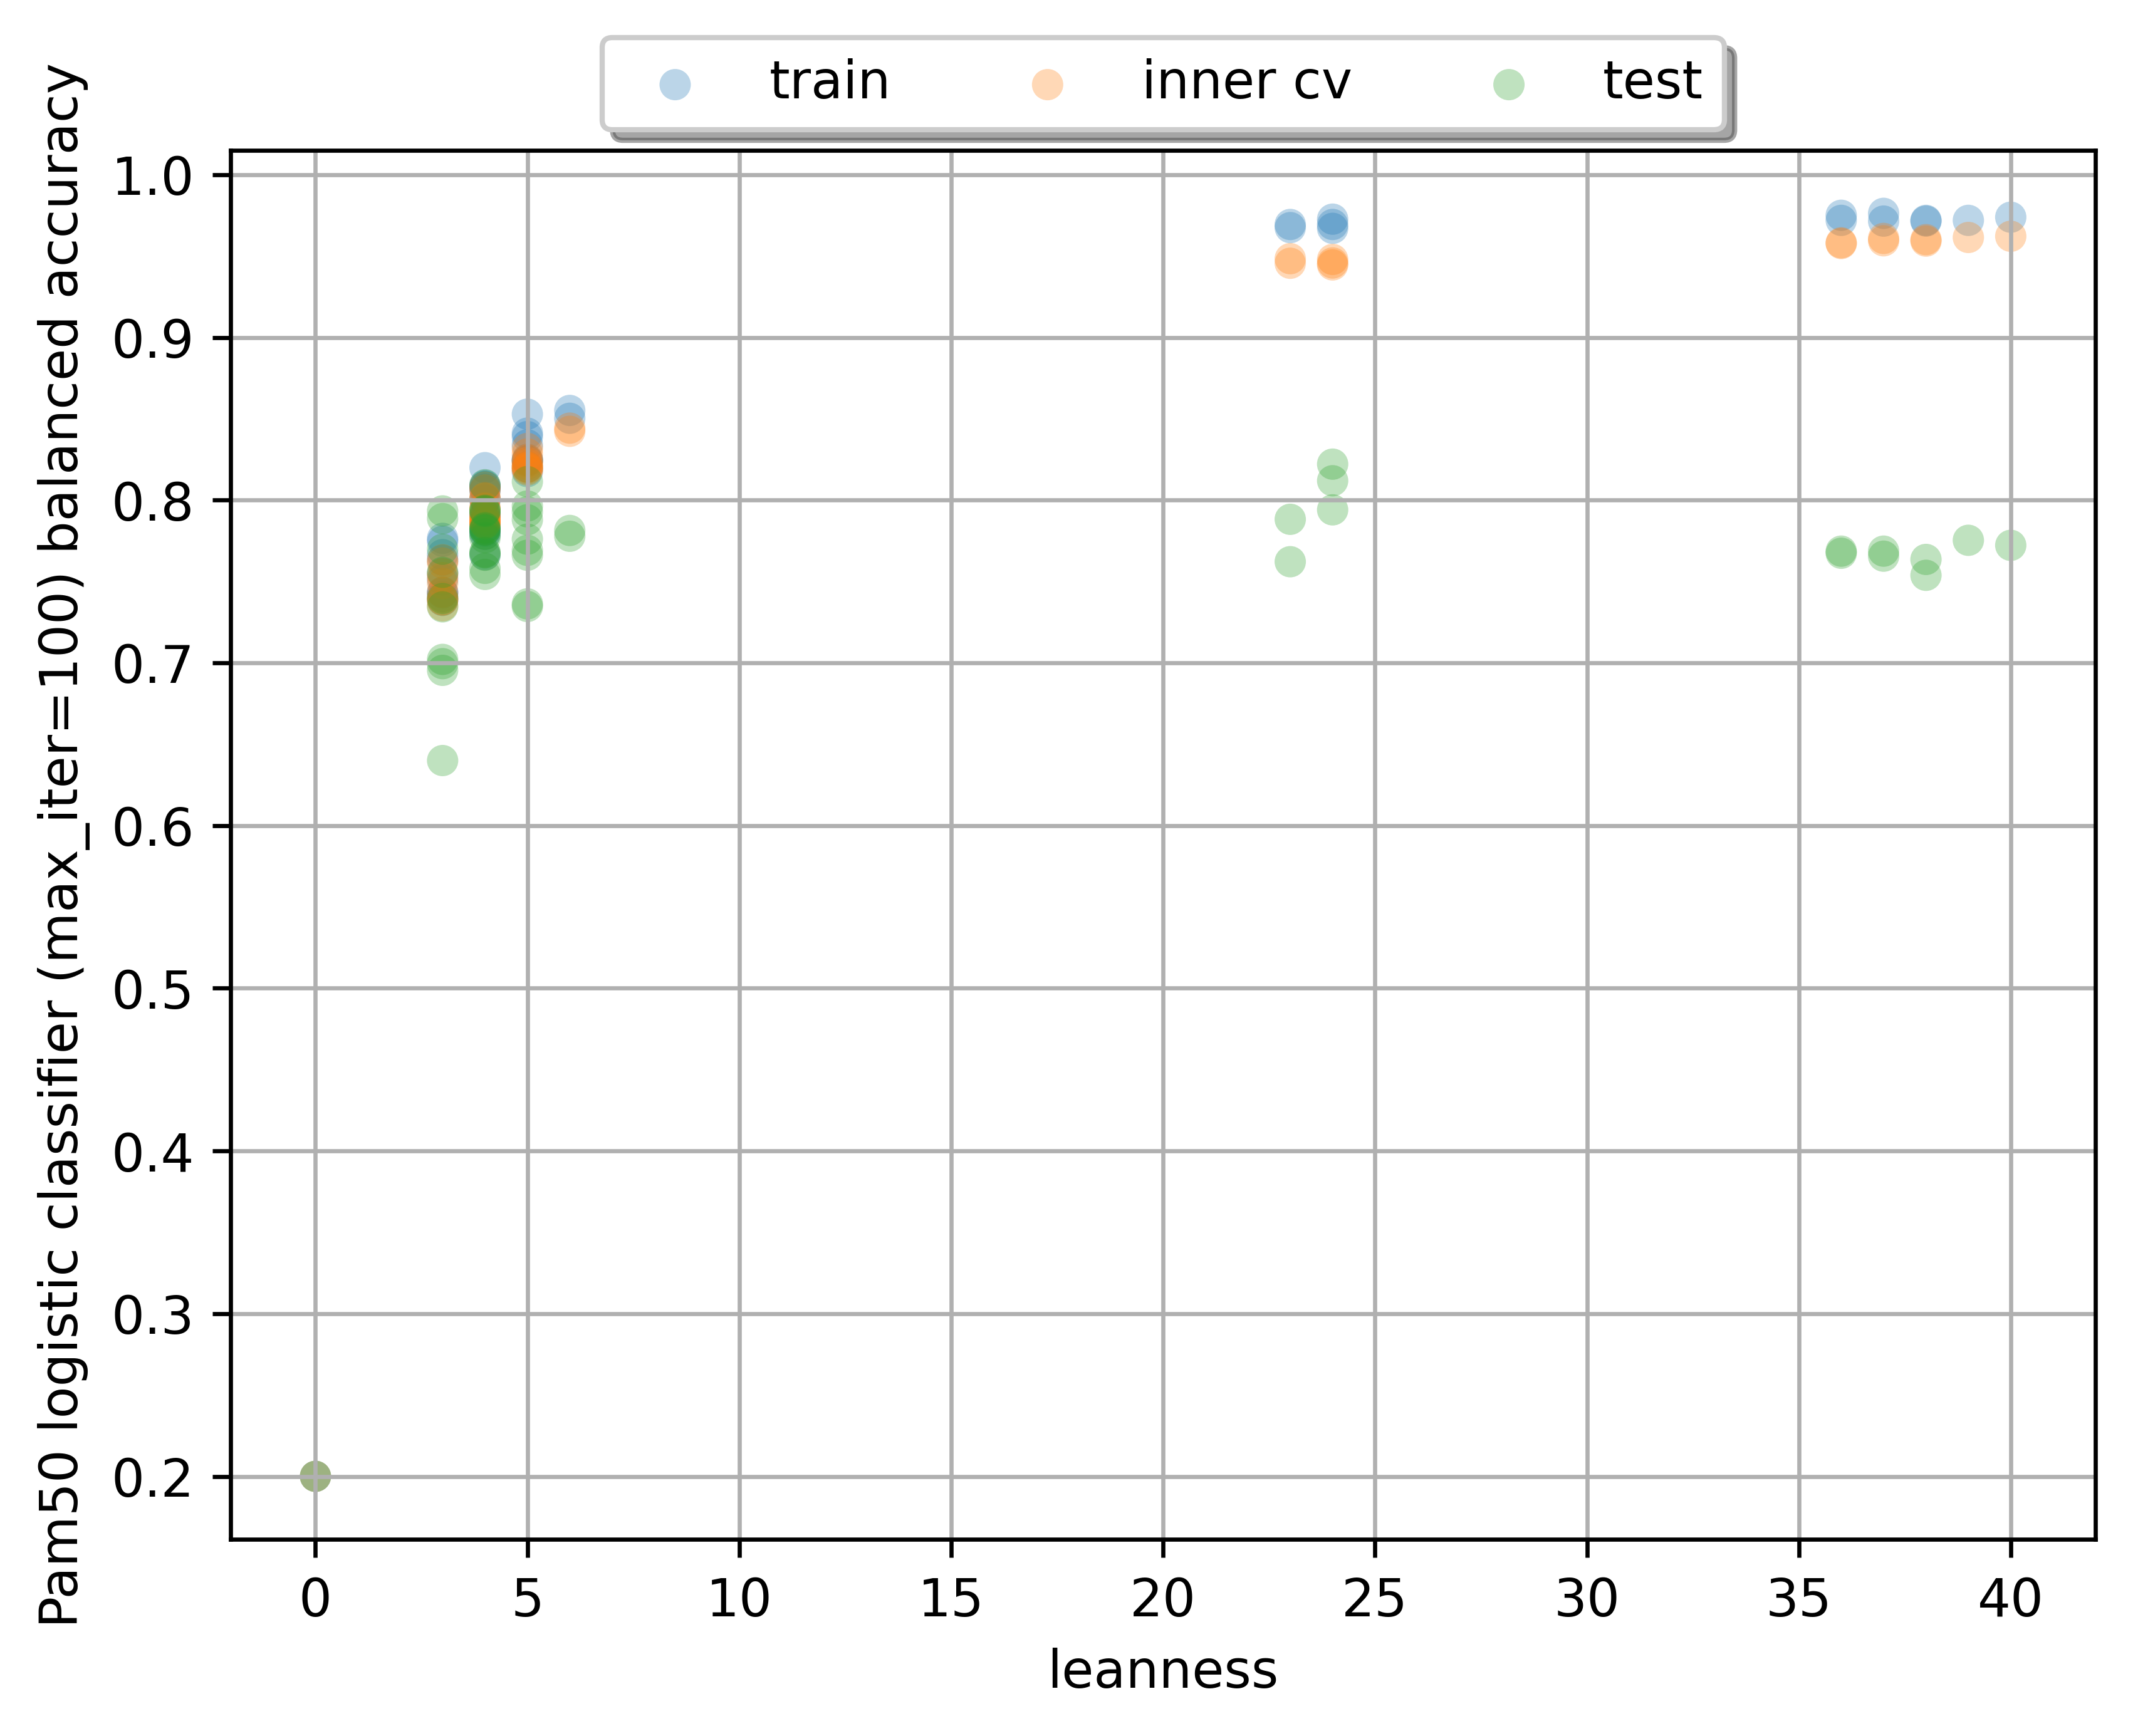 train inner cv test
Pam50 logistic classifier (max_iter=100) balanced accuracy
1.0
0.9
0.8
0.7
0.6
0.5
0.4
0.3
0.2
0 5 10 15 20 25 30 35 40
leanness